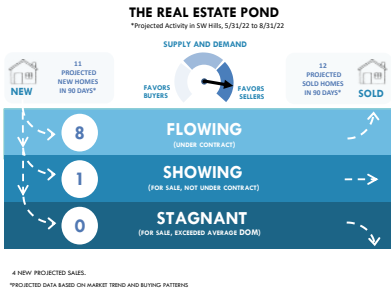 THE REAL ESTATE POND
*Projected Activity in SW Hills, 5/31/22 to 8/31/22
SUPPLY AND DEMAND
11
PROJECTED
NEW HOMES
IN 90 DAYS*
NEW
FAVORS
BUYERS
FAVORS
SELLERS
12
PROJECTED
SOLD HOMES
IN 90 DAYS*
SOLD
8
FLOWING
(UNDER CONTRACT)
1
SHOWING
(FOR SALE, NOT UNDER CONTRACT)
0
STAGNANT
(FOR SALE, EXCEEDED AVERAGE DOM)
4 NEW PROJECTED SALES.
*PROJECTED DATA BASED ON MARKET TREND AND BUYING PATTERNS